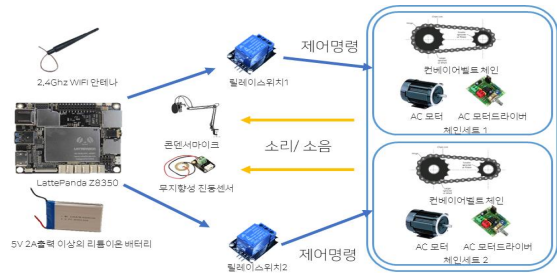 2,4Ghz WIFI 안테나
LattePanda Z8350
5V 2A출력 이상의 리튬이온 배터리
릴레이스위치1
제어명령
콘덴서마이크
무지향성 진동센서
소리/ 소음
릴레이스위치2
제어명령
컨베이어벨트 체인
AC 모터
AC 모터드라이버
체인세트 1
컨베이어벨트 체인
AC 모터
AC 모터드라이버
체인세트 2